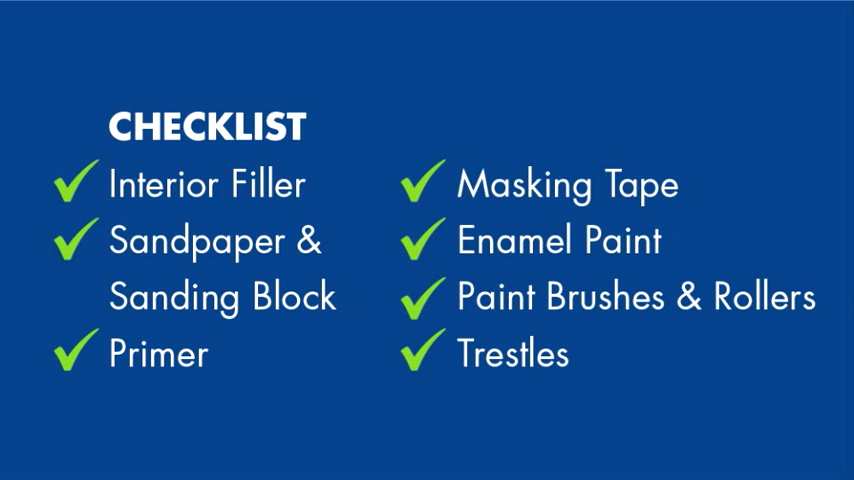 CHECKLIST
Interior Filler
Sandpaper &
Sanding Block
Primer
Masking Tape
Enamel Paint
Paint Brushes & Rollers
Trestles